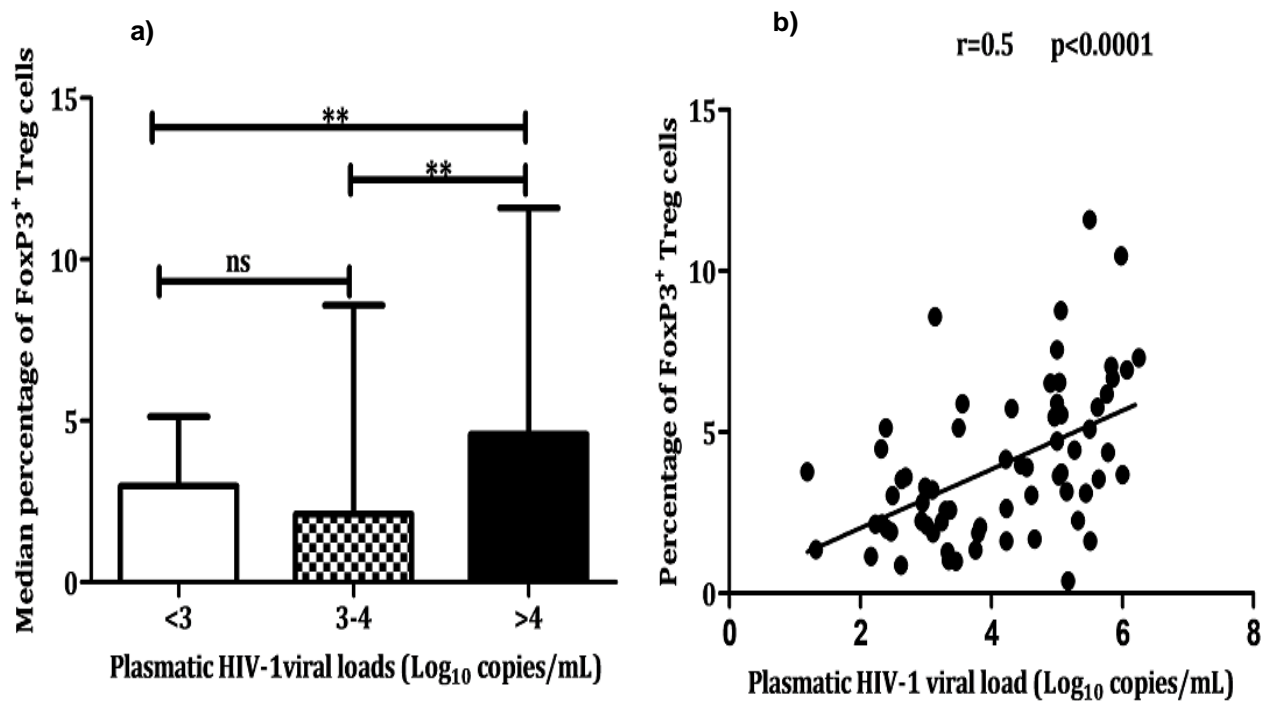 a)
Median percentage of FoxP3⁺ Treg cells
15
10
5
0
**
**
ns
<3
3-4
>4
Plasmatic HIV-1viral loads (Log₁₀ copies/mL)
b)
r=0.5 p<0.0001
Percentage of FoxP3⁺ Treg cells
15
10
5
0
0
2
4
6
8
Plasmatic HIV-1 viral load (Log₁₀ copies/mL)